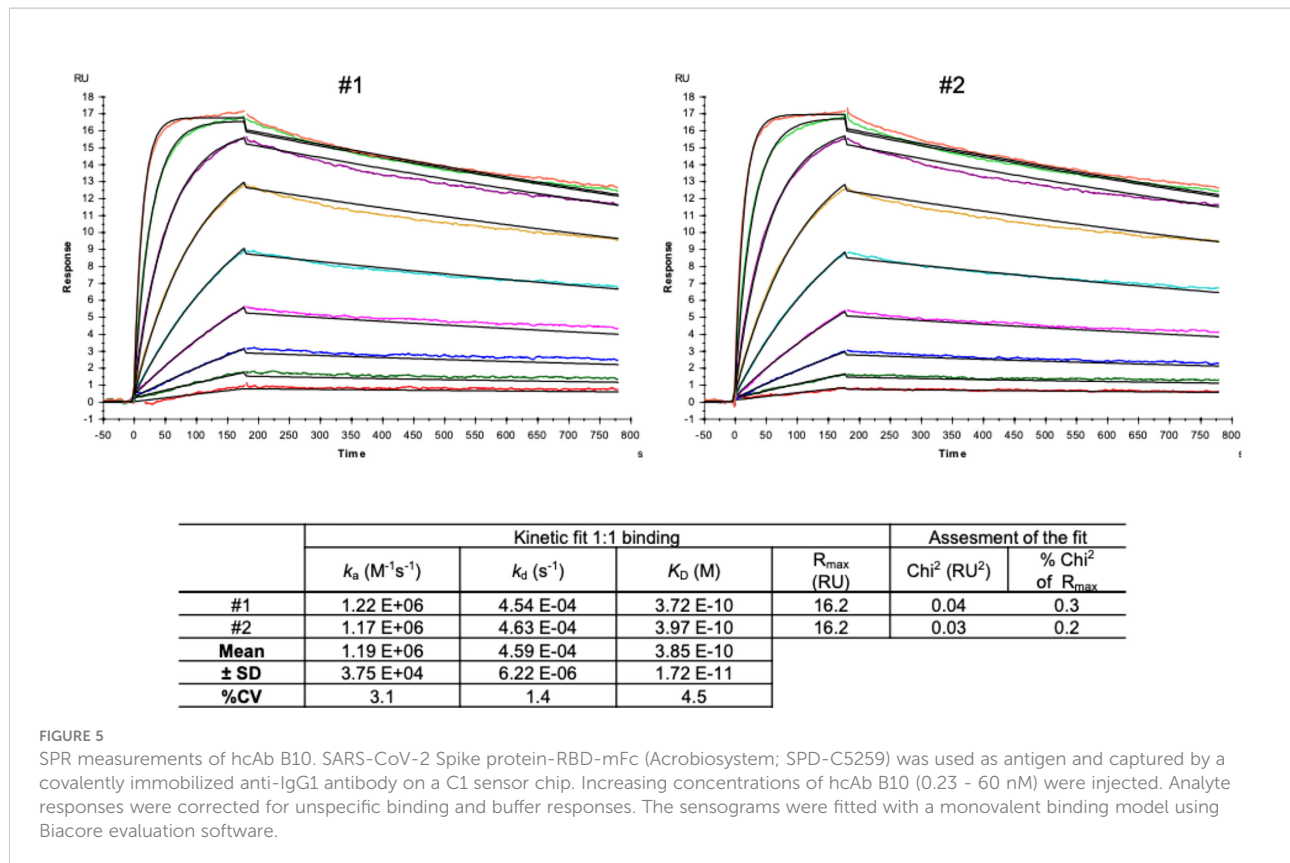 #1
RU
18
17
16
15
14
13
12
11
10
9
8
7
6
5
4
3
2
1
0
-1
Response
-50 0 50 100 150 200 250 300 350 400 450 500 550 600 650 700 750 800
Time
s
#2
RU
18
17
16
15
14
13
12
11
10
9
8
7
6
5
4
3
2
1
0
-1
Response
-50 0 50 100 150 200 250 300 350 400 450 500 550 600 650 700 750 800
Time
s
Kinetic fit 1:1 binding Assesment of the fit
kₐ (M⁻¹s⁻¹) k_d (s⁻¹) K_D (M) R_max (RU) Chi² (RU²) % Chi² of R_max
#1 1.22 E+06 4.54 E-04 3.72 E-10 16.2 0.04 0.3
#2 1.17 E+06 4.63 E-04 3.97 E-10 16.2 0.03 0.2
Mean 1.19 E+06 4.59 E-04 3.85 E-10
± SD 3.75 E+04 6.22 E-06 1.72 E-11
%CV 3.1 1.4 4.5
FIGURE 5
SPR measurements of hcAb B10. SARS-CoV-2 Spike protein-RBD-mFc (Acrobiosystem; SPD-C5259) was used as antigen and captured by a
covalently immobilized anti-IgG1 antibody on a C1 sensor chip. Increasing concentrations of hcAb B10 (0.23 - 60 nM) were injected. Analyte
responses were corrected for unspecific binding and buffer responses. The sensograms were fitted with a monovalent binding model using
Biacore evaluation software.